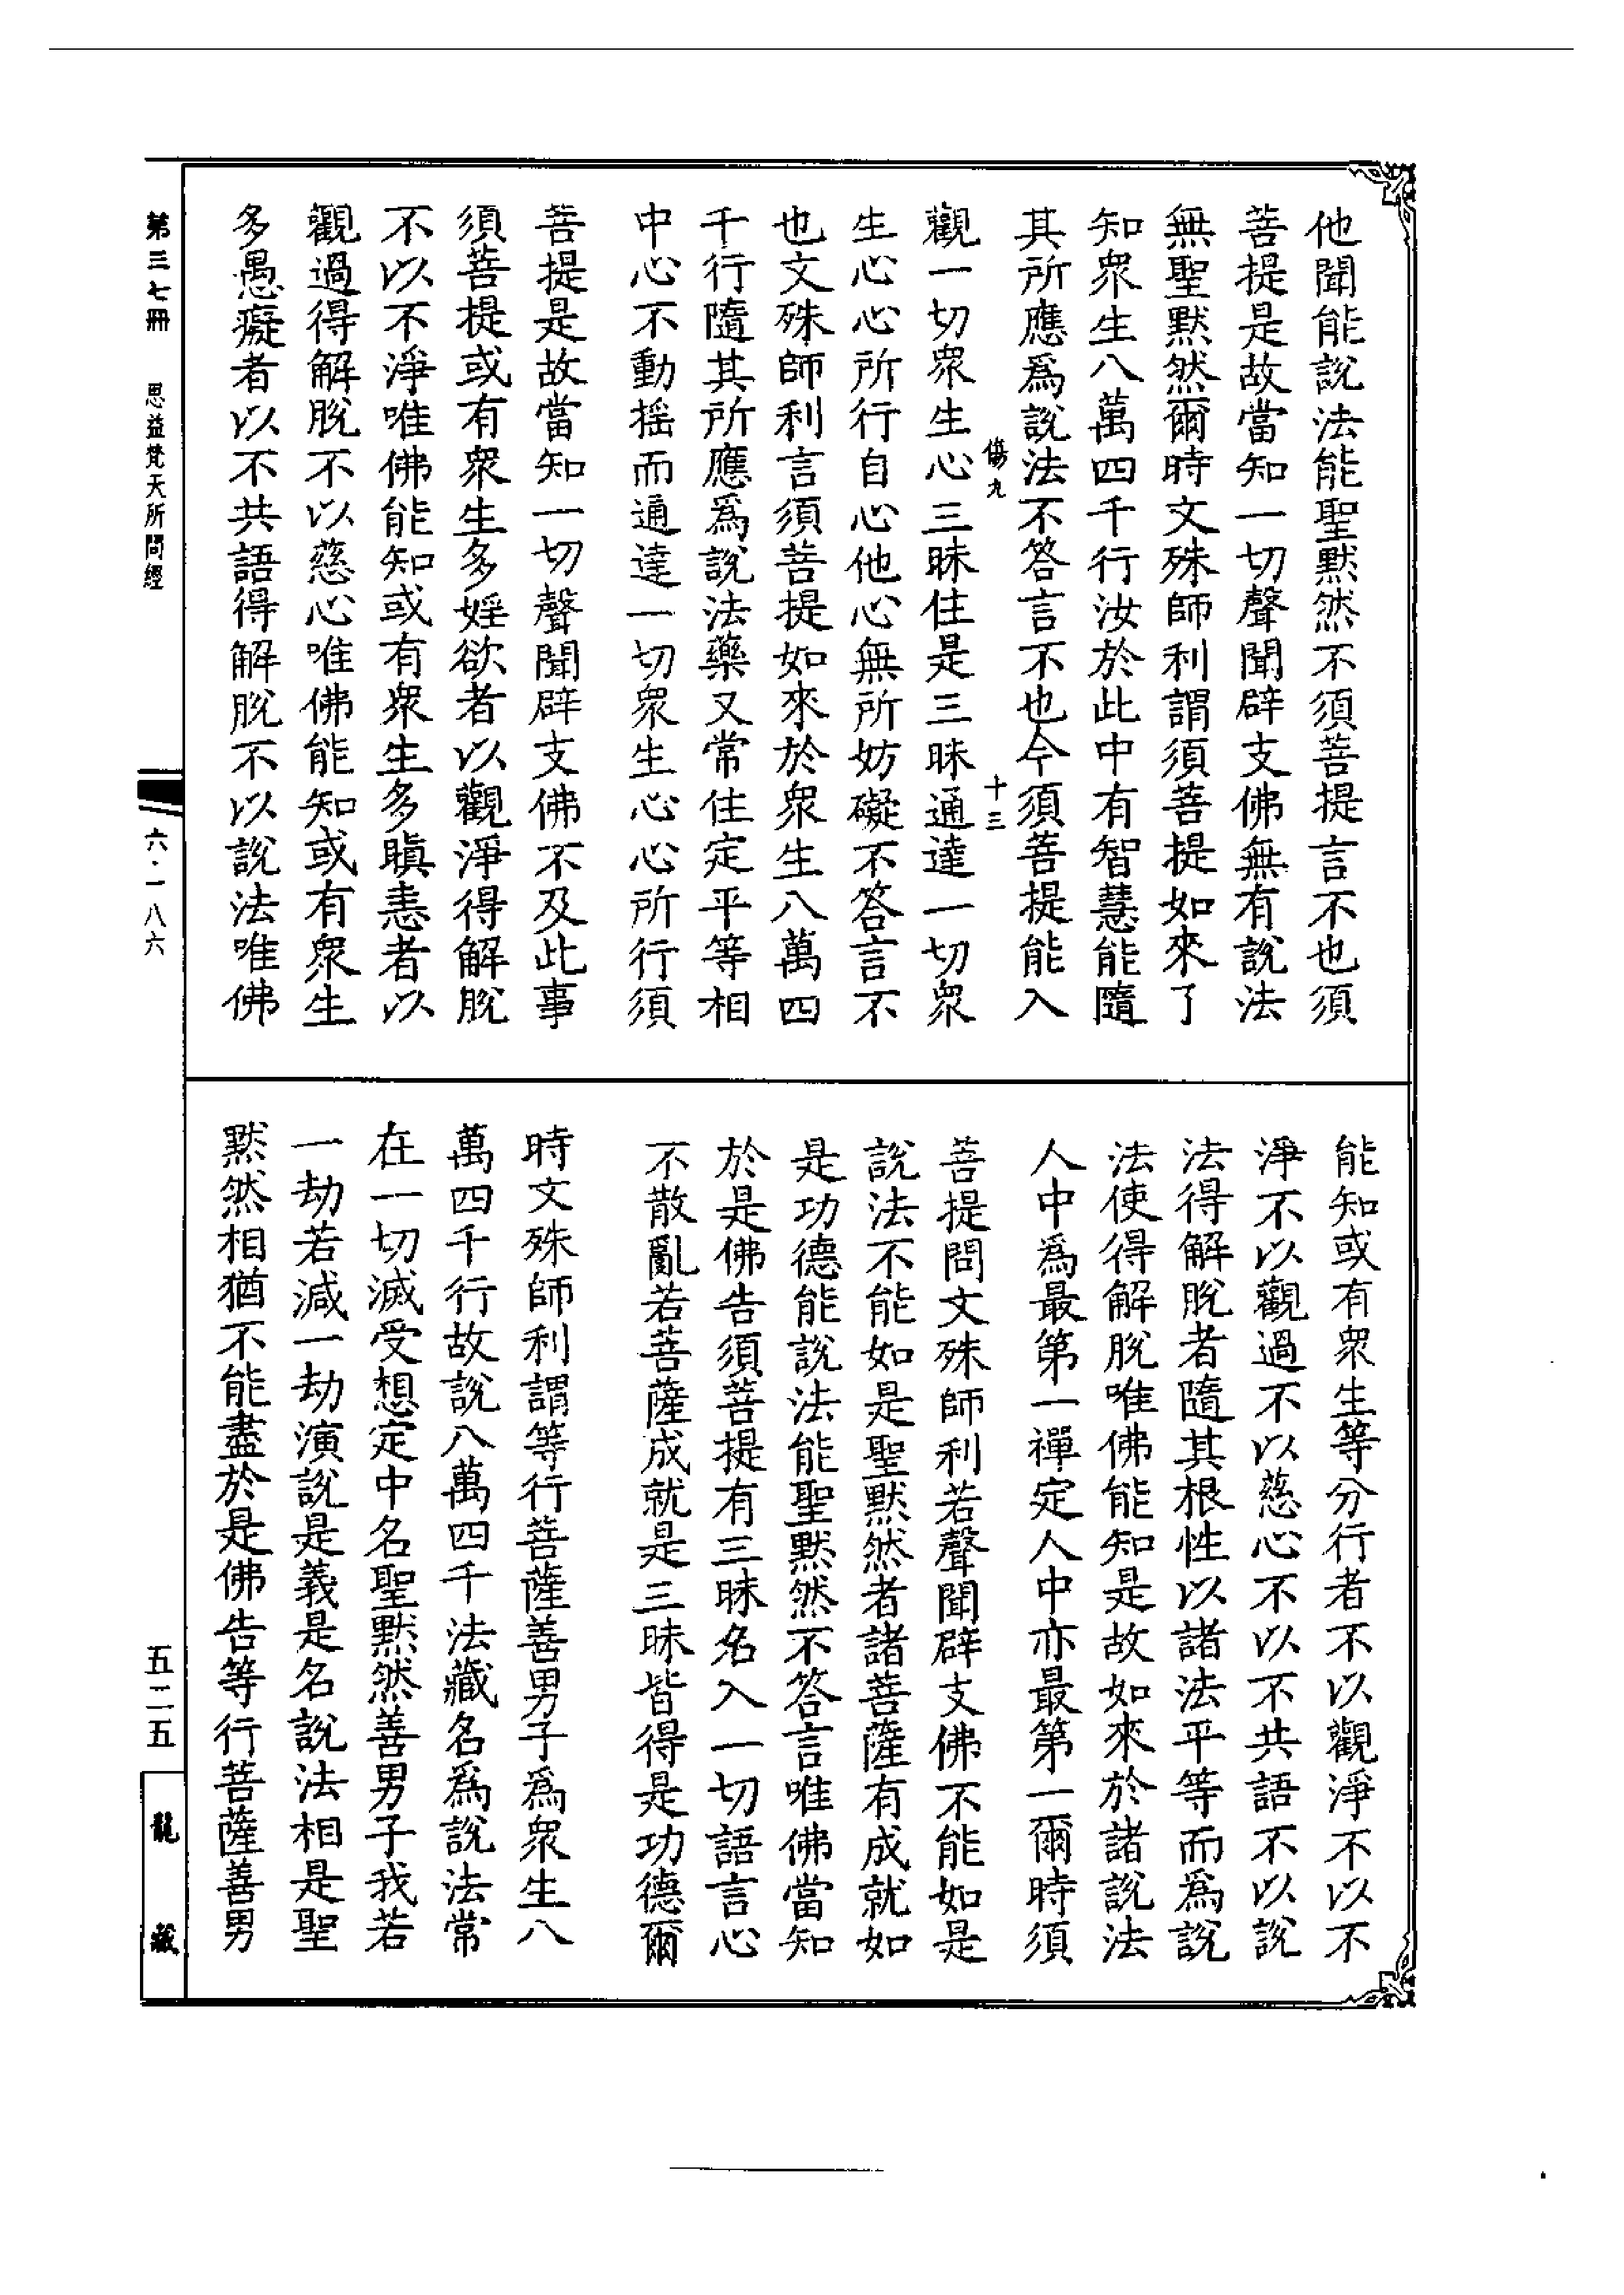 他聞能說法能聖默然不須菩提言不也須
菩提是故當知一切聲聞辟支佛無有說法
無聖默然爾時文殊師利謂須菩提如來了
知眾生八萬四千行汝於此中有智慧能隨
其所應爲說法不答言不也今須菩提能入
傷九 十三
觀一切眾生心三昧住是三昧通達一切眾
生心心所行自心他心無所妨礙不答言不
也文殊師利言須菩提如來於眾生八萬四
千行隨其所應爲說法藥又常住定平等相
中心不動搖而通達一切眾生心心所行須
菩提是故當知一切聲聞辟支佛不及此事
須菩提或有眾生多婬欲者以觀淨得解脫
不以不淨唯佛能知或有眾生多瞋恚者以
觀過得解脫不以慈心唯佛能知或有眾生
多愚癡者以不共語得解脫不以說法唯佛
能知或有眾生等分行者不以觀淨不以不
淨不以觀過不以慈心不以不共語不以說
法得解脫者隨其根性以諸法平等而爲說
法使得解脫唯佛能知是故如來於諸說法
人中爲最第一禪定人中亦最第一爾時須
菩提問文殊師利若聲聞辟支佛不能如是
說法不能如是聖默然者諸菩薩有成就如
是功德能說法能聖默然不答言唯佛當知
於是佛告須菩提有三昧名入一切語言心
不散亂若菩薩成就是三昧皆得是功德爾
時文殊師利謂等行菩薩善男子爲眾生八
萬四千行故說八萬四千法藏名爲說法常
在一切滅受想定中名聖默然善男子我若
一劫若減一劫演說是義是名說法相是聖
默然相猶不能盡於是佛告等行菩薩善男
第三七冊 思益梵天所問經
六·一八六
五二五
龍藏